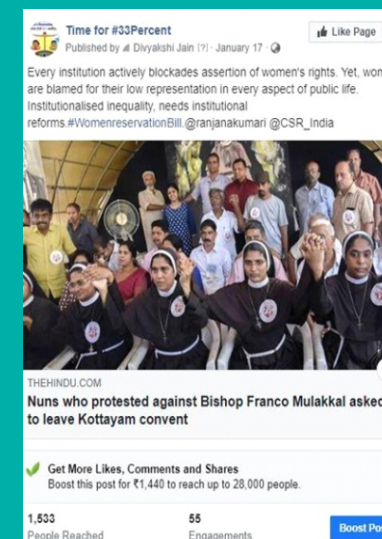 Time for #33Percent
Like Page
Published by Divyakshi Jain [?] · January 17 ·
Every institution actively blockades assertion of women's rights. Yet,
are blamed for their low representation in every aspect of public life.
Institutionalised inequality, needs institutional
reforms.#WomenreservationBill.@ranjanakumari @CSR_India
THEHINDU.COM
Nuns who protested against Bishop Franco Mulakkal asked
to leave Kottayam convent
Get More Likes, Comments and Shares
Boost this post for ₹1,440 to reach up to 28,000 people.
1,533
55
People Reached
Engagements
Boost